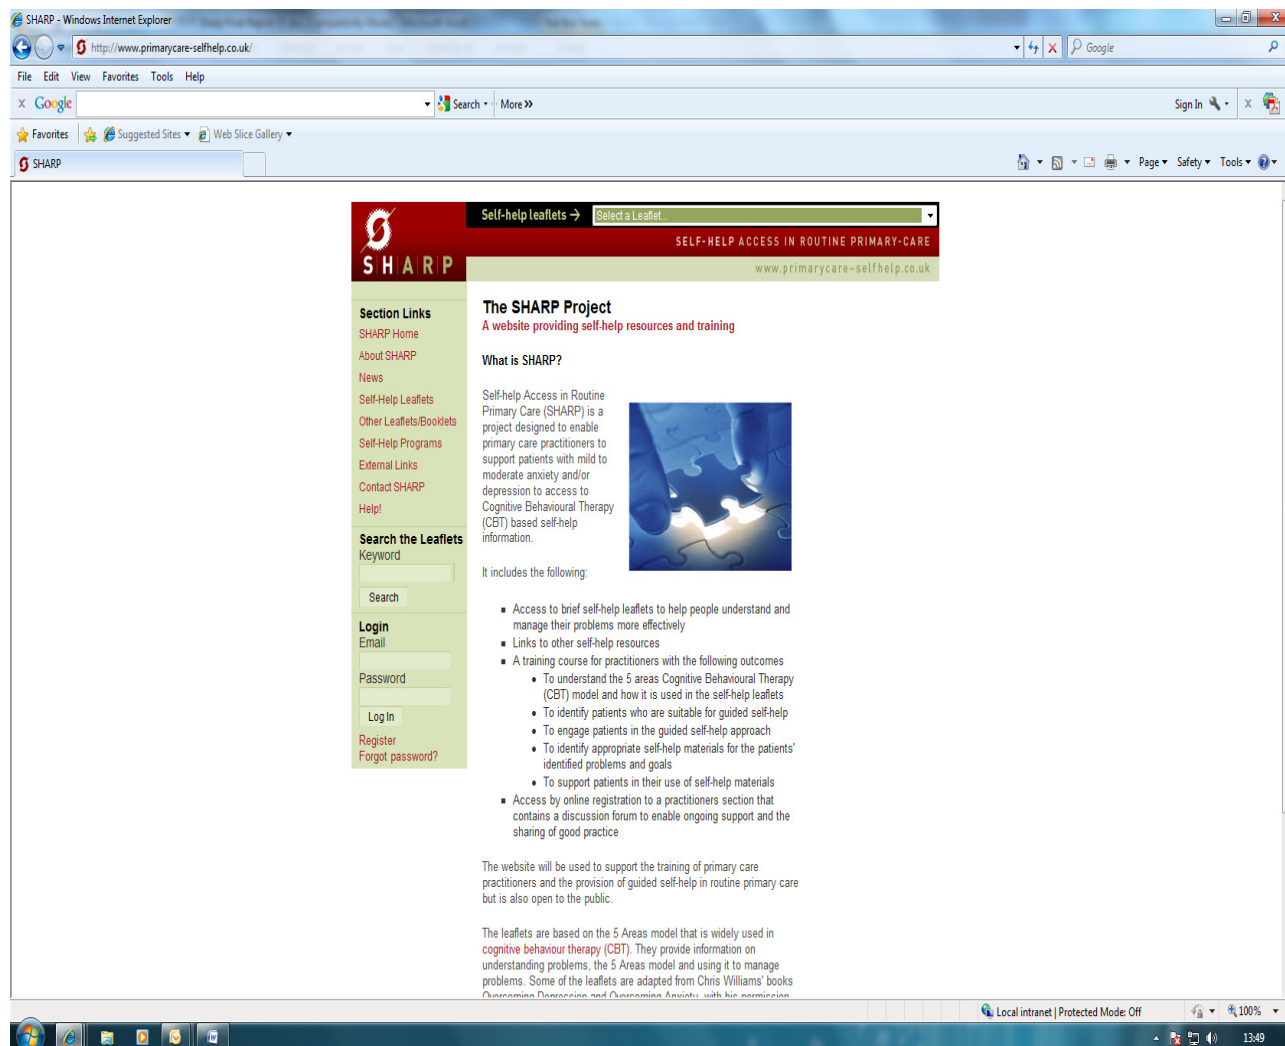 SHARP - Windows Internet Explorer
http://www.primarycare-selfhelp.co.uk/
Google
File Edit View Favorites Tools Help
x Google
Search
More >>
Sign In
x
Favorites
Suggested Sites
Web Slice Gallery
SHARP
Page Safety Tools
Self-help leaflets → Select a Leaflet...
SELF-HELP ACCESS IN ROUTINE PRIMARY-CARE
SHARP
www.primarycare-selfhelp.co.uk
Section Links
SHARP Home
About SHARP
News
Self-Help Leaflets
Other Leaflets/Booklets
Self-Help Programs
External Links
Contact SHARP
Help!
Search the Leaflets
Keyword
Search
Login
Email
Password
Log In
Register
Forgot password?
The SHARP Project
A website providing self-help resources and training
What is SHARP?
Self-help Access in Routine
Primary Care (SHARP) is a
project designed to enable
primary care practitioners to
support patients with mild to
moderate anxiety and/or
depression to access to
Cognitive Behavioural Therapy
(CBT) based self-help
information.
It includes the following:
Access to brief self-help leaflets to help people understand and
manage their problems more effectively
Links to other self-help resources
A training course for practitioners with the following outcomes
To understand the 5 areas Cognitive Behavioural Therapy
(CBT) model and how it is used in the self-help leaflets
To identify patients who are suitable for guided self-help
To engage patients in the guided self-help approach
To identify appropriate self-help materials for the patients'
identified problems and goals
To support patients in their use of self-help materials
Access by online registration to a practitioners section that
contains a discussion forum to enable ongoing support and the
sharing of good practice
The website will be used to support the training of primary care
practitioners and the provision of guided self-help in routine primary care
but is also open to the public.
The leaflets are based on the 5 Areas model that is widely used in
cognitive behaviour therapy (CBT). They provide information on
understanding problems, the 5 Areas model and using it to manage
problems. Some of the leaflets are adapted from Chris Williams' books
Overcoming Depression and Overcoming Anxiety, with his permission
Local intranet | Protected Mode: Off
100%
13:49